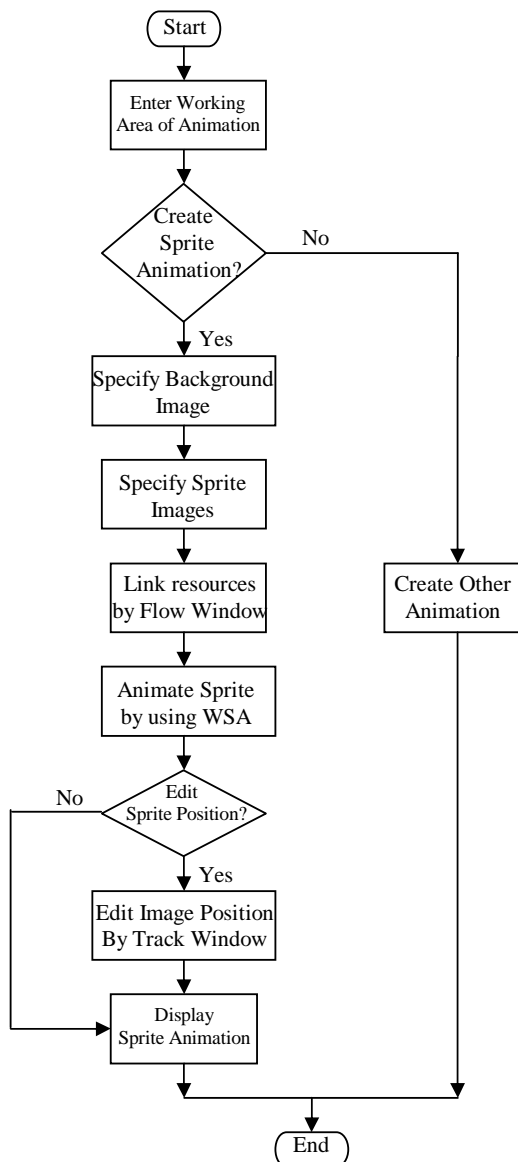 Start
Enter Working
Area of Animation
Create
Sprite
Animation?
No
Yes
Specify Background
Image
Specify Sprite
Images
Link resources
by Flow Window
Create Other
Animation
Animate Sprite
by using WSA
No
Edit
Sprite Position?
Yes
Edit Image Position
By Track Window
Display
Sprite Animation
End